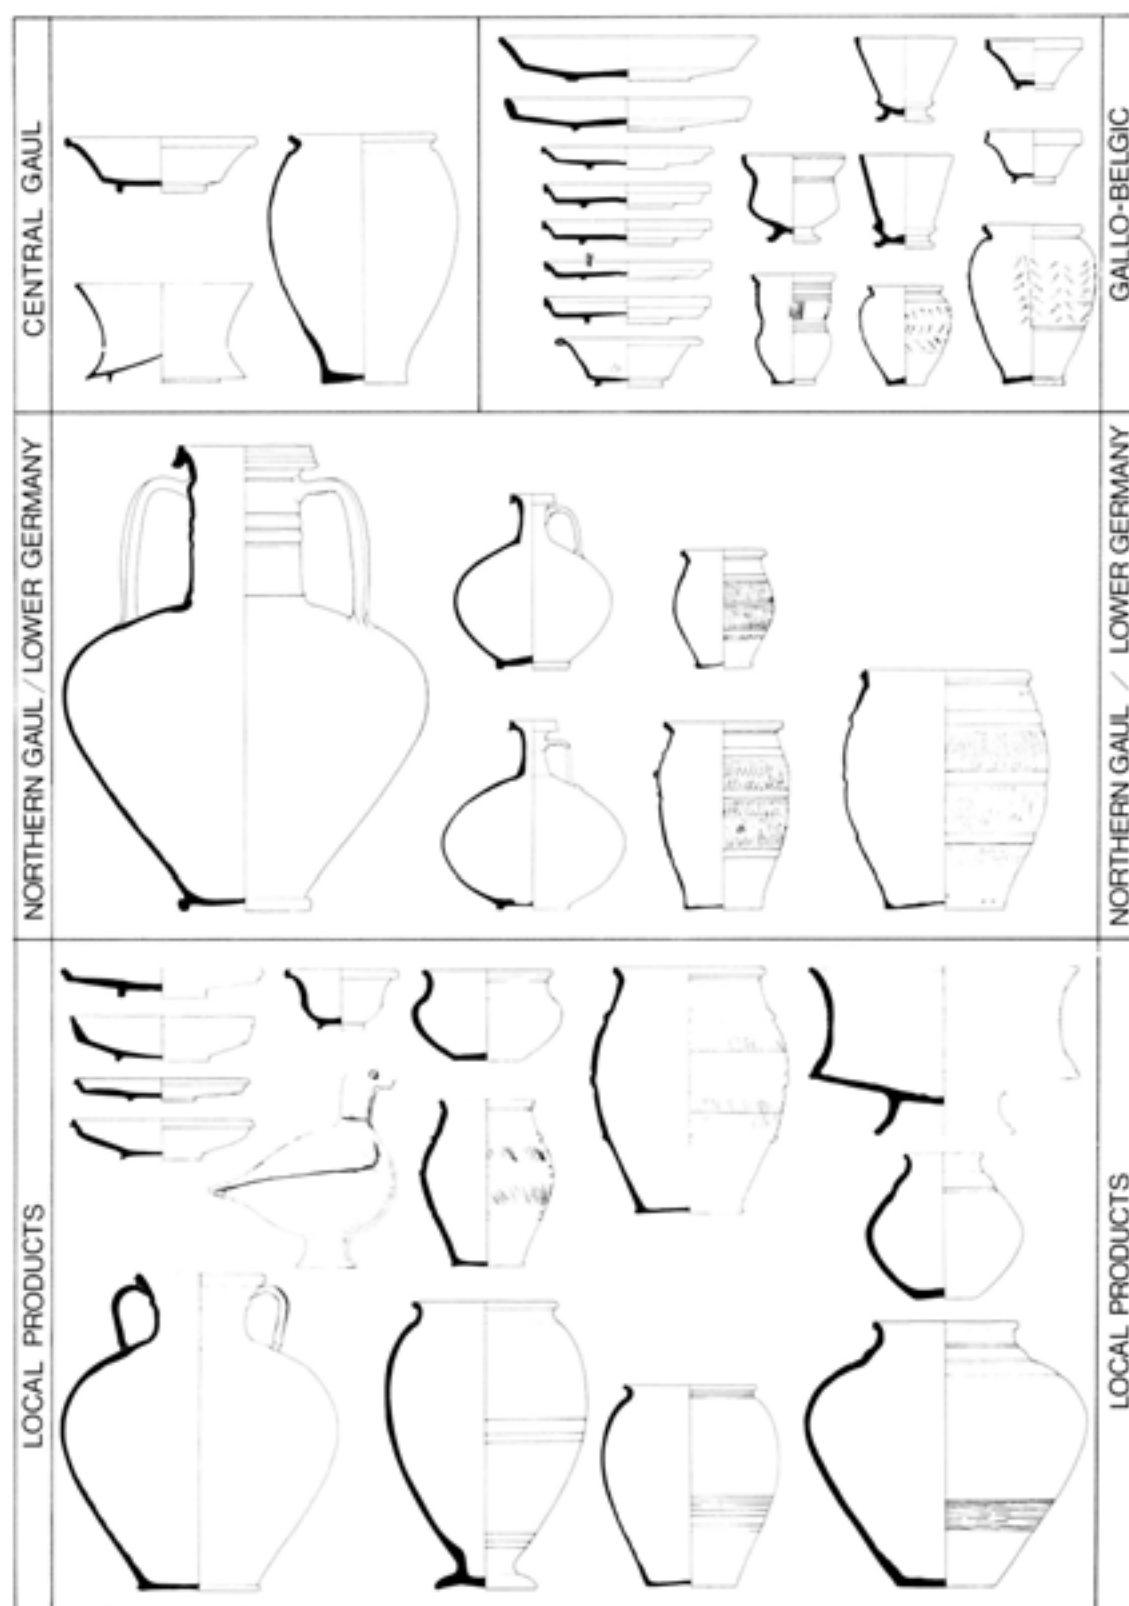 CENTRAL GAUL
GALLO-BELGIC
NORTHERN GAUL / LOWER GERMANY
NORTHERN GAUL / LOWER GERMANY
LOCAL PRODUCTS
LOCAL PRODUCTS